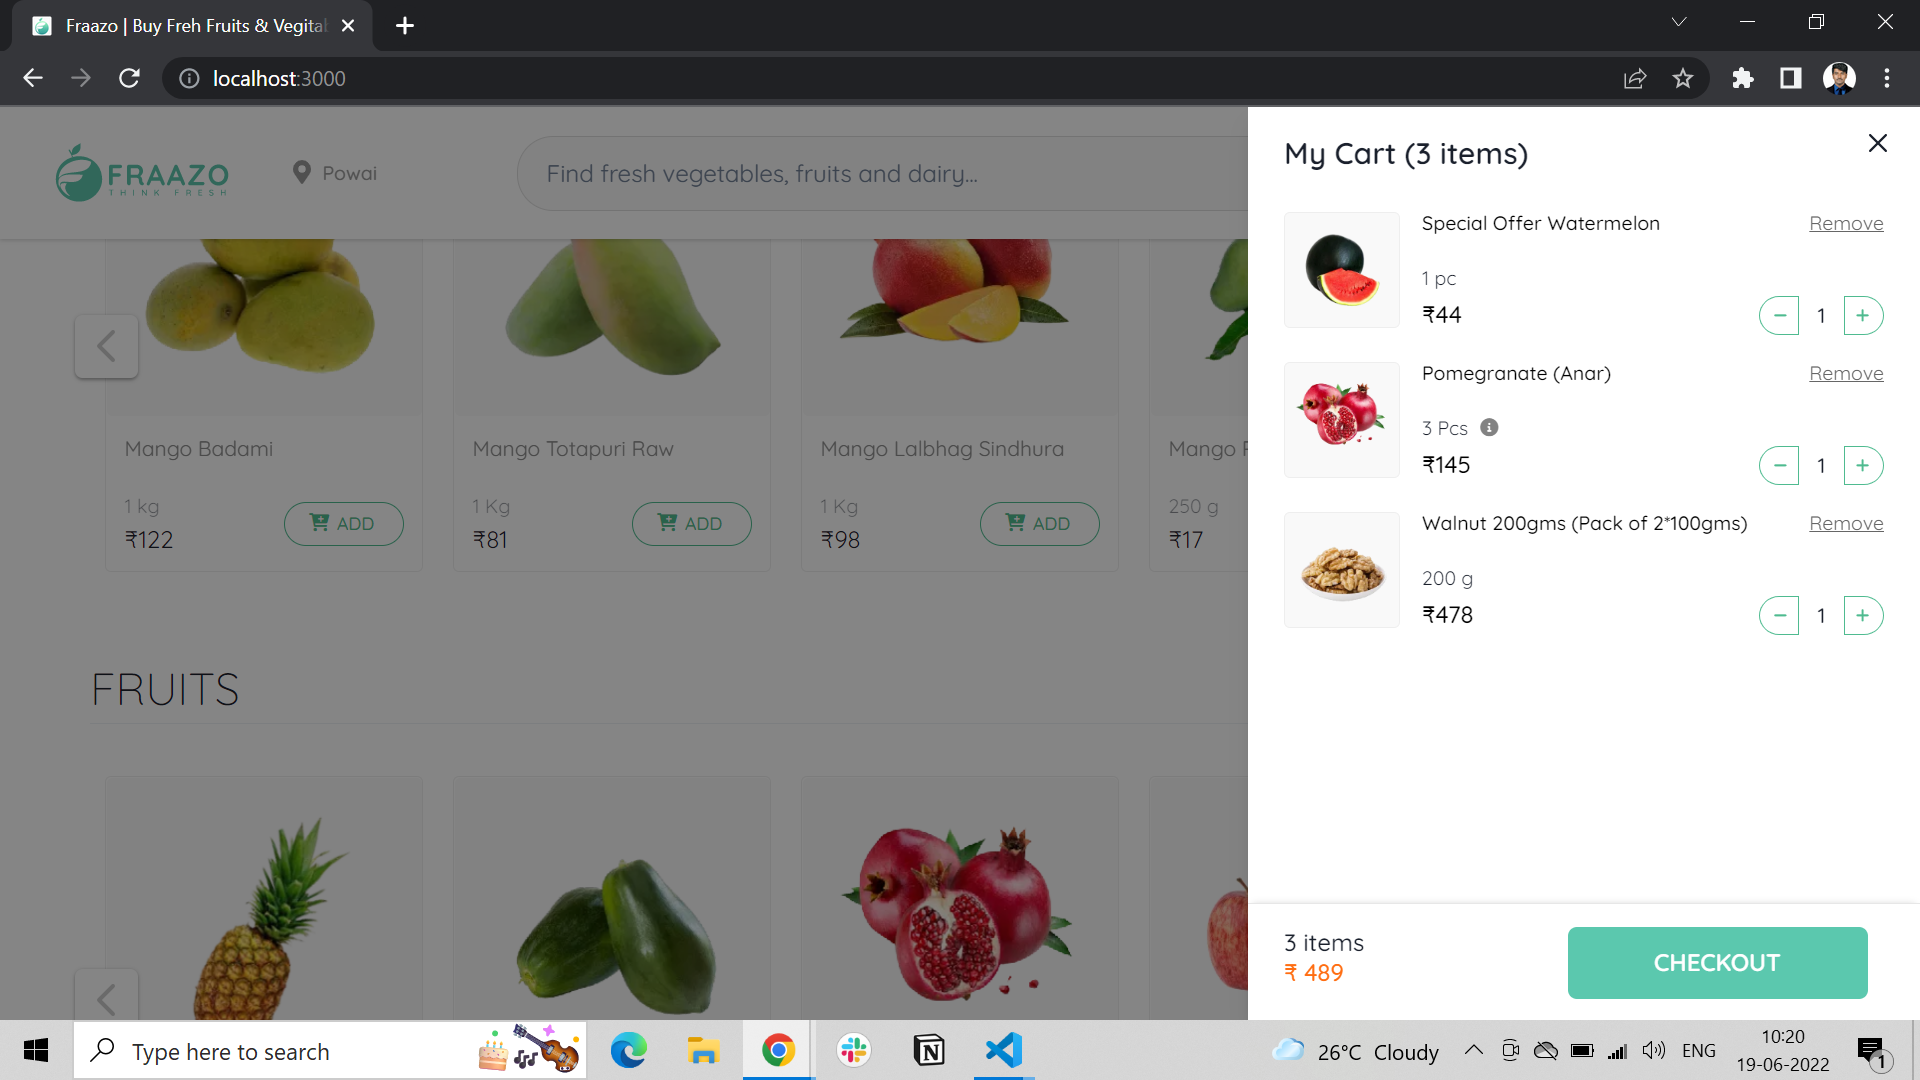 Fraazo | Buy Freh Fruits & Vegital
localhost:3000
FRAAZO
THINK FRESH
Powai
Find fresh vegetables, fruits and dairy...
Mango Badami
1 kg
₹122
ADD
Mango Totapuri Raw
1 Kg
₹81
ADD
Mango Lalbhag Sindhura
1 Kg
₹98
ADD
Mango
250 g
₹17
FRUITS
My Cart (3 items)
Special Offer Watermelon
Remove
1 pc
₹44
1
Pomegranate (Anar)
Remove
3 Pcs
₹145
1
Walnut 200gms (Pack of 2*100gms)
Remove
200 g
₹478
1
3 items
₹ 489
CHECKOUT
Type here to search
26°C Cloudy
ENG
10:20
19-06-2022
1